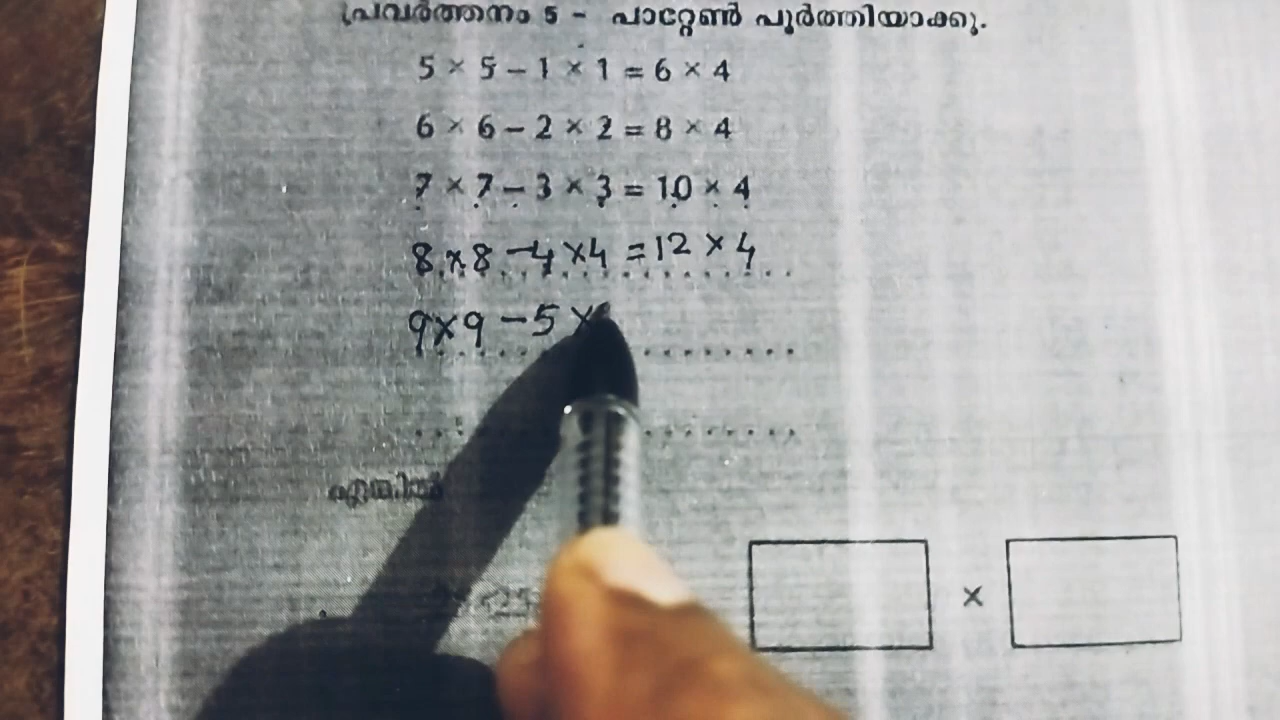 പ്രവർത്തനം 5 - പാറ്റേൺ പൂർത്തിയാക്കൂ.
5 × 5 – 1 × 1 = 6 × 4
6 × 6 – 2 × 2 = 8 × 4
7 × 7 – 3 × 3 = 10 × 4
8 × 8 – 4 × 4 = 12 × 4
9 × 9 – 5 ×
എങ്കിൽ
×